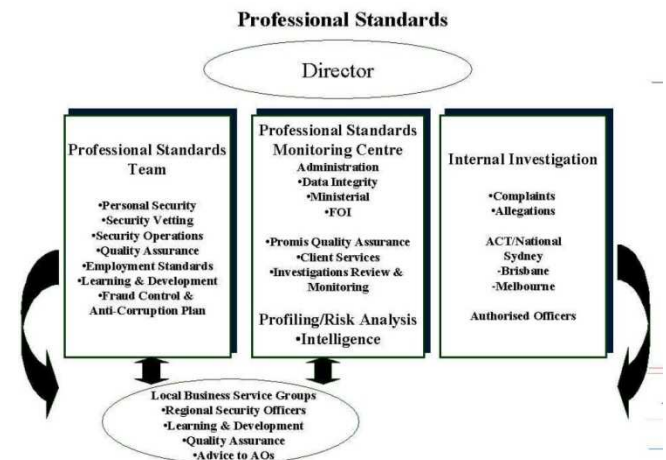 Professional Standards
Director
Professional Standards
Team
•Personal Security
•Security Vetting
•Security Operations
•Quality Assurance
•Employment Standards
•Learning & Development
•Fraud Control &
Anti-Corruption Plan
Professional Standards
Monitoring Centre
Administration
•Data Integrity
•Ministerial
•FOI
•Promis Quality Assurance
•Client Services
•Investigations Review &
Monitoring
Profiling/Risk Analysis
•Intelligence
Internal Investigation
•Complaints
•Allegations
ACT/National
Sydney
-Brisbane
-Melbourne
Authorised Officers
Local Business Service Groups
•Regional Security Officers
•Learning & Development
•Quality Assurance
•Advice to AOs